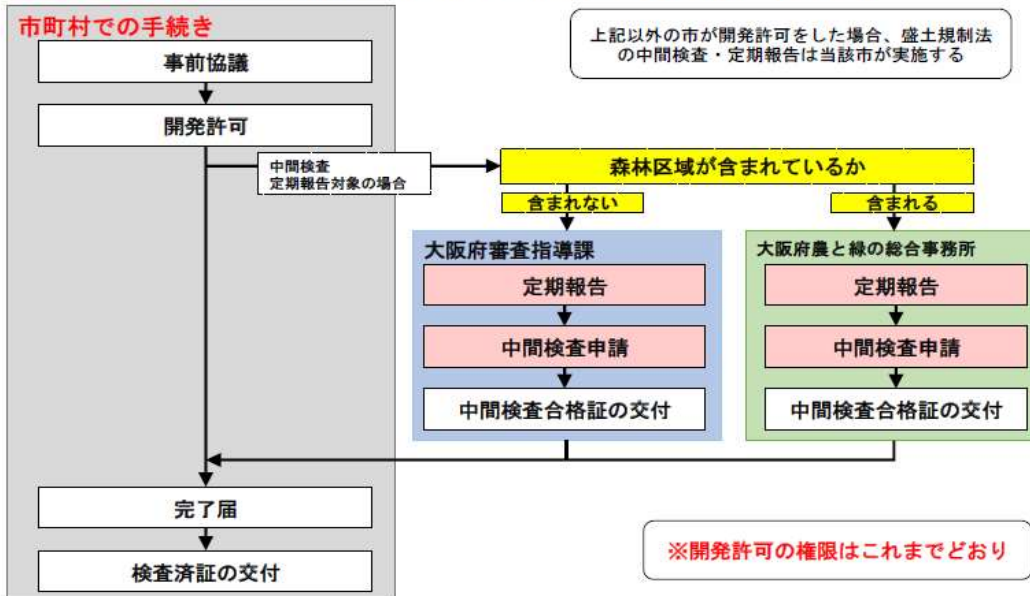 市町村での手続き
事前協議
開発許可
上記以外の市が開発許可をした場合、盛土規制法
の中間検査・定期報告は当該市が実施する
中間検査
定期報告対象の場合
森林区域が含まれているか
含まれない
含まれる
大阪府審査指導課
定期報告
中間検査申請
中間検査合格証の交付
大阪府農と緑の総合事務所
定期報告
中間検査申請
中間検査合格証の交付
完了届
検査済証の交付
※開発許可の権限はこれまでどおり